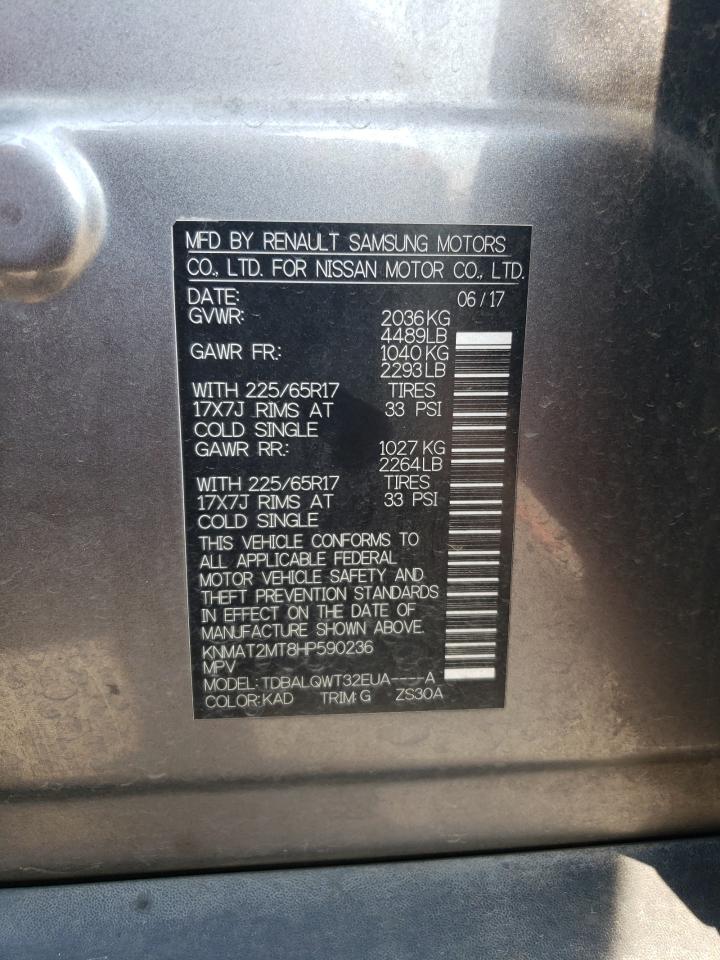 MFD BY RENAULT SAMSUNG MOTORS
CO., LTD. FOR NISSAN MOTOR CO., LTD.
DATE: 06/17
GVWR: 2036KG
4489LB
GAWR FR: 1040KG
2293LB
WITH 225/65R17 TIRES
17X7J RIMS AT 33 PSI
COLD SINGLE
GAWR RR: 1027KG
2264LB
WITH 225/65R17 TIRES
17X7J RIMS AT 33 PSI
COLD SINGLE
THIS VEHICLE CONFORMS TO
ALL APPLICABLE FEDERAL
MOTOR VEHICLE SAFETY AND
THEFT PREVENTION STANDARDS
IN EFFECT ON THE DATE OF
MANUFACTURE SHOWN ABOVE.
KNMAT2MT8HP590236
MPV
MODEL:TDBALQWT32EUA----A
COLOR:KAD TRIM:G ZS30A